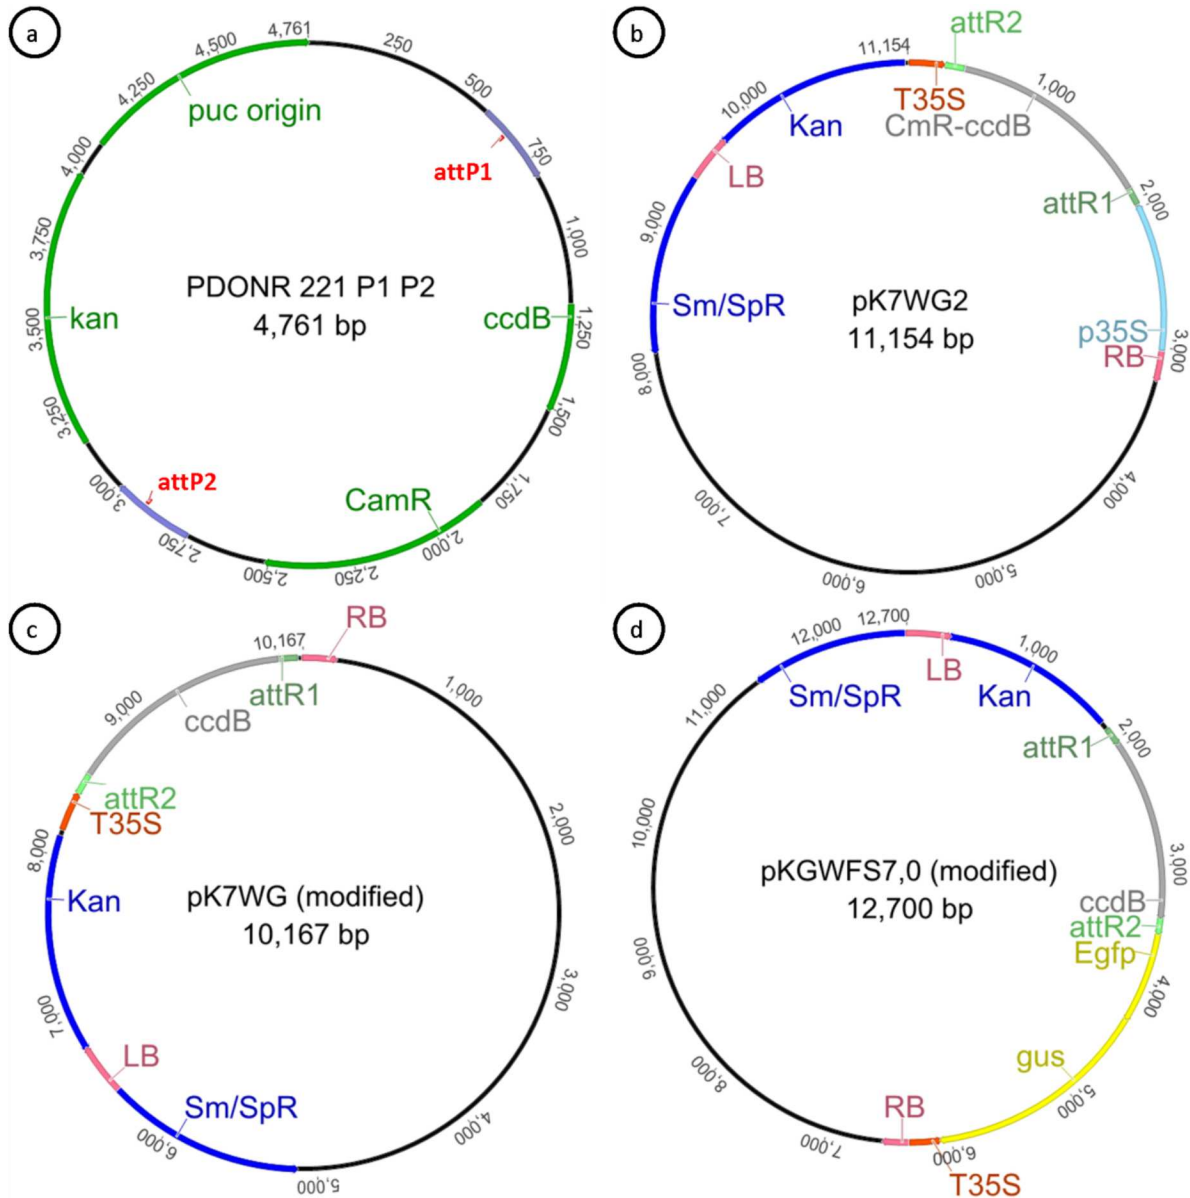 a
4,761
250
500
750
1,000
1,250
1,500
1,750
2,000
2,250
2,500
2,750
3,000
3,250
3,500
3,750
4,000
4,250
4,500
puc origin
attP1
ccdB
CamR
attP2
kan
PDONR 221 P1 P2
4,761 bp
b
11,154
1,000
2,000
3,000
4,000
5,000
6,000
7,000
8,000
9,000
10,000
attR2
T35S
CmR-ccdB
attR1
p35S
RB
Sm/SpR
LB
Kan
pK7WG2
11,154 bp
c
10,167
1,000
2,000
3,000
4,000
5,000
6,000
7,000
8,000
9,000
RB
attR1
ccdB
attR2
T35S
Kan
LB
Sm/SpR
pK7WG (modified)
10,167 bp
d
12,700
1,000
2,000
3,000
4,000
5,000
6,000
7,000
8,000
9,000
10,000
11,000
12,000
LB
Kan
attR1
ccdB
attR2
Egfp
gus
T35S
RB
Sm/SpR
pKGWFS7,0 (modified)
12,700 bp